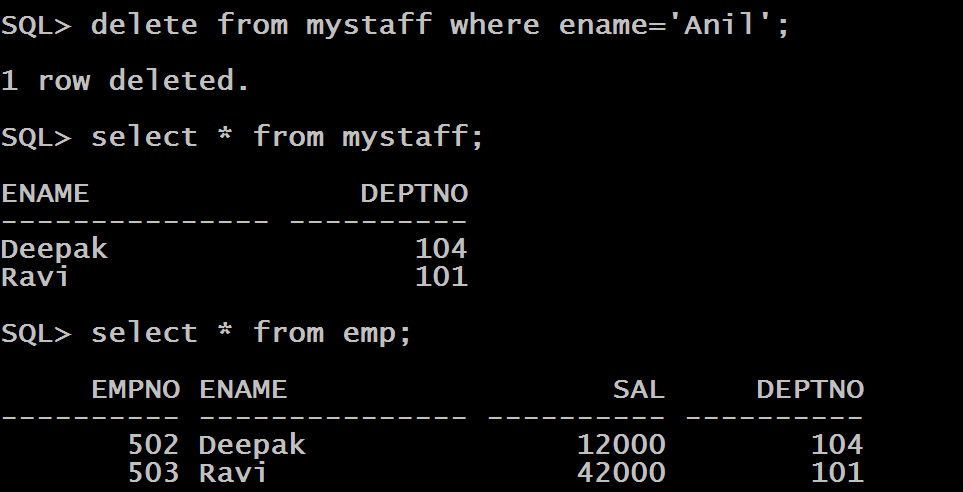 SQL> delete from mystaff where ename='Anil';
1 row deleted.
SQL> select * from mystaff;
ENAME                DEPTNO
--------------- ----------
Deepak                  104
Ravi                    101
SQL> select * from emp;
     EMPNO ENAME                  SAL     DEPTNO
---------- --------------- ---------- ----------
       502 Deepak               12000        104
       503 Ravi                 42000        101